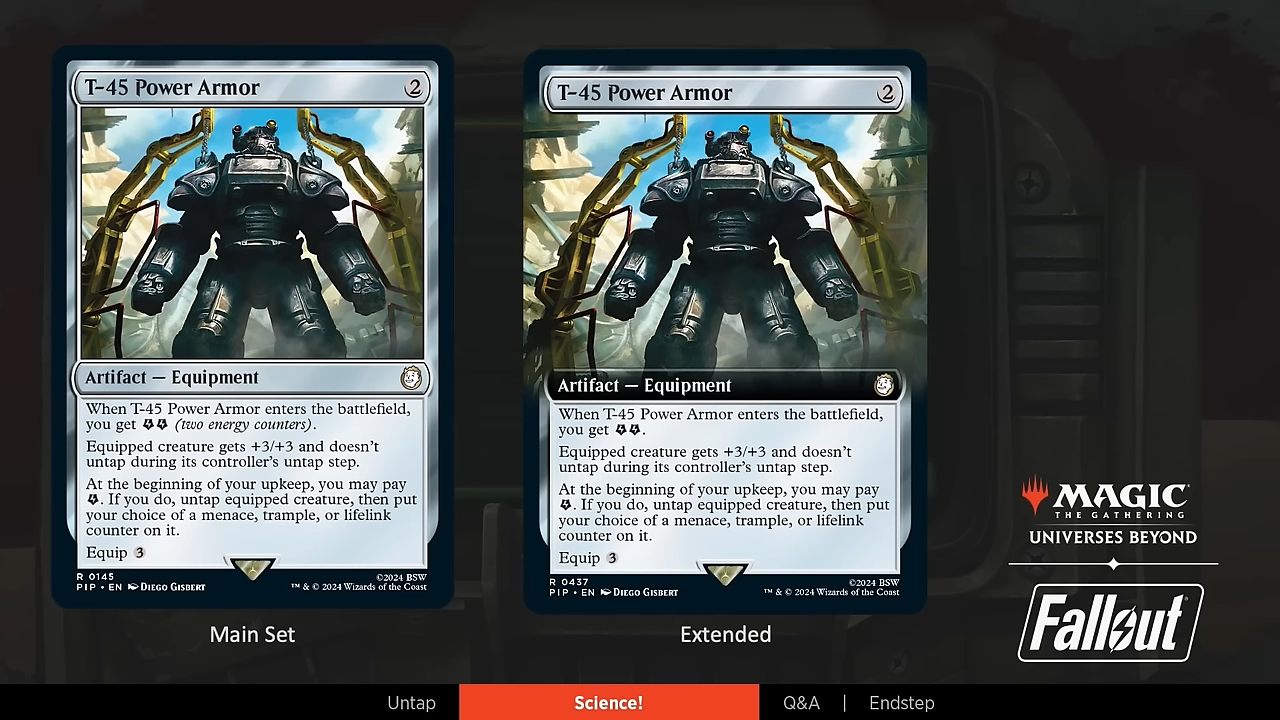 T-45 Power Armor 2
Artifact — Equipment
When T-45 Power Armor enters the battlefield,
you get (two energy counters).
Equipped creature gets +3/+3 and doesn't
untap during its controller's untap step.
At the beginning of your upkeep, you may pay
. If you do, untap equipped creature, then put
your choice of a menace, trample, or lifelink
counter on it.
Equip 3
R 0145
PIP • EN Diego Gisbert
©2024 BSW
™ & © 2024 Wizards of the Coast
Main Set
T-45 Power Armor 2
Artifact — Equipment
When T-45 Power Armor enters the battlefield,
you get .
Equipped creature gets +3/+3 and doesn't
untap during its controller's untap step.
At the beginning of your upkeep, you may pay
. If you do, untap equipped creature, then put
your choice of a menace, trample, or lifelink
counter on it.
Equip 3
R 0437
PIP • EN Diego Gisbert
©2024 BSW
™ & © 2024 Wizards of the Coast
Extended
MAGIC
THE GATHERING
UNIVERSES BEYOND
Fallout
Untap Science! Q&A | Endstep